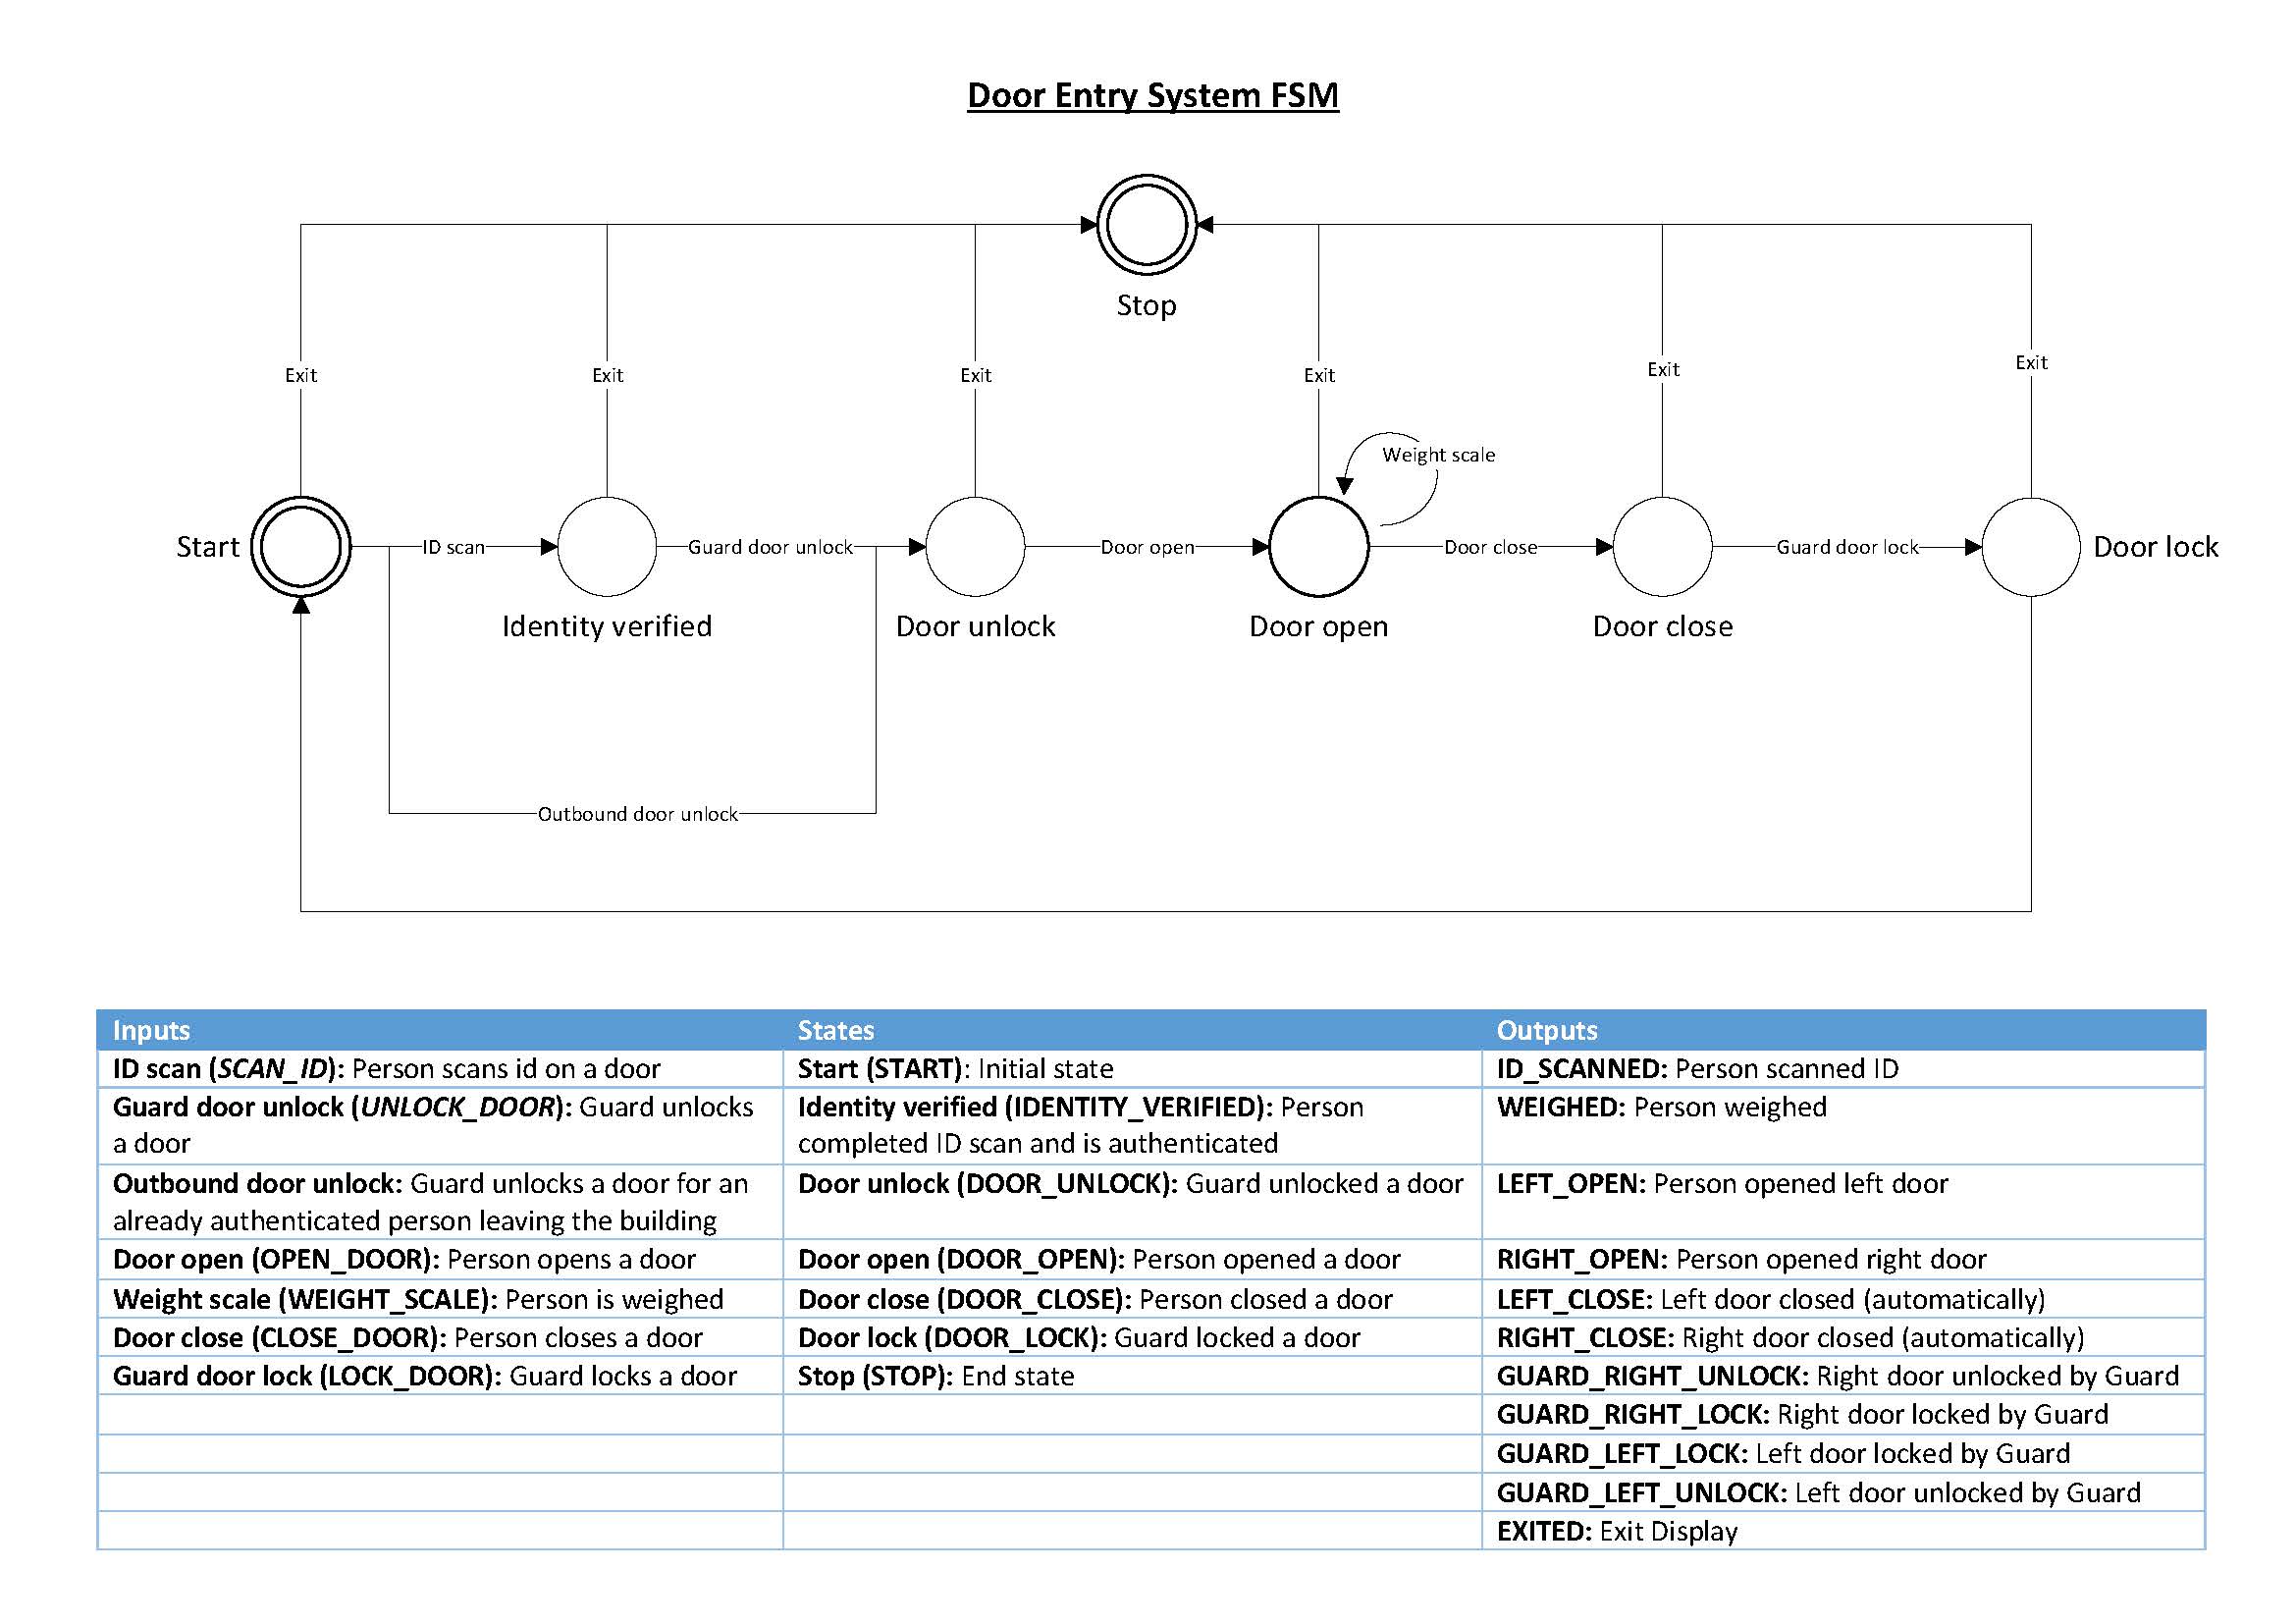 Door Entry System FSM
Stop
Exit
Exit
Exit
Exit
Exit
Exit
Weight scale
Start
ID scan
Guard door unlock
Door open
Door close
Guard door lock
Door lock
Identity verified
Door unlock
Door open
Door close
Outbound door unlock
Inputs
States
Outputs
ID scan (SCAN_ID): Person scans id on a door
Start (START): Initial state
ID_SCANNED: Person scanned ID
Guard door unlock (UNLOCK_DOOR): Guard unlocks
a door
Identity verified (IDENTITY_VERIFIED): Person
completed ID scan and is authenticated
WEIGHED: Person weighed
Outbound door unlock: Guard unlocks a door for an
already authenticated person leaving the building
Door unlock (DOOR_UNLOCK): Guard unlocked a door
LEFT_OPEN: Person opened left door
Door open (OPEN_DOOR): Person opens a door
Door open (DOOR_OPEN): Person opened a door
RIGHT_OPEN: Person opened right door
Weight scale (WEIGHT_SCALE): Person is weighed
Door close (DOOR_CLOSE): Person closed a door
LEFT_CLOSE: Left door closed (automatically)
Door close (CLOSE_DOOR): Person closes a door
Door lock (DOOR_LOCK): Guard locked a door
RIGHT_CLOSE: Right door closed (automatically)
Guard door lock (LOCK_DOOR): Guard locks a door
Stop (STOP): End state
GUARD_RIGHT_UNLOCK: Right door unlocked by Guard
GUARD_RIGHT_LOCK: Right door locked by Guard
GUARD_LEFT_LOCK: Left door locked by Guard
GUARD_LEFT_UNLOCK: Left door unlocked by Guard
EXITED: Exit Display